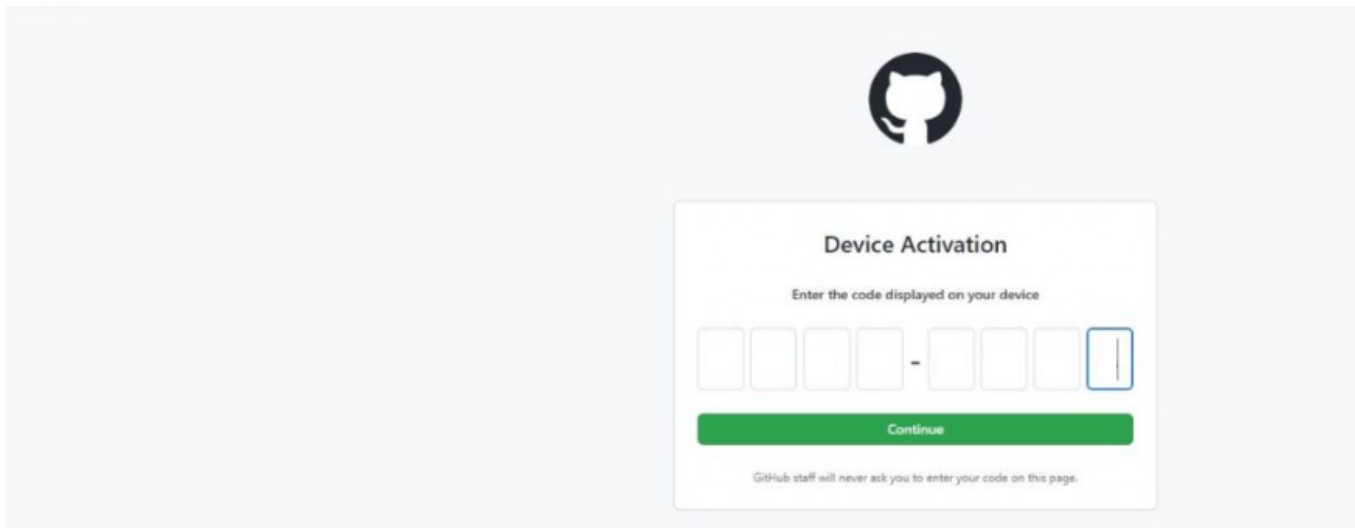 Device Activation
Enter the code displayed on your device
-
Continue
GitHub staff will never ask you to enter your code on this page.